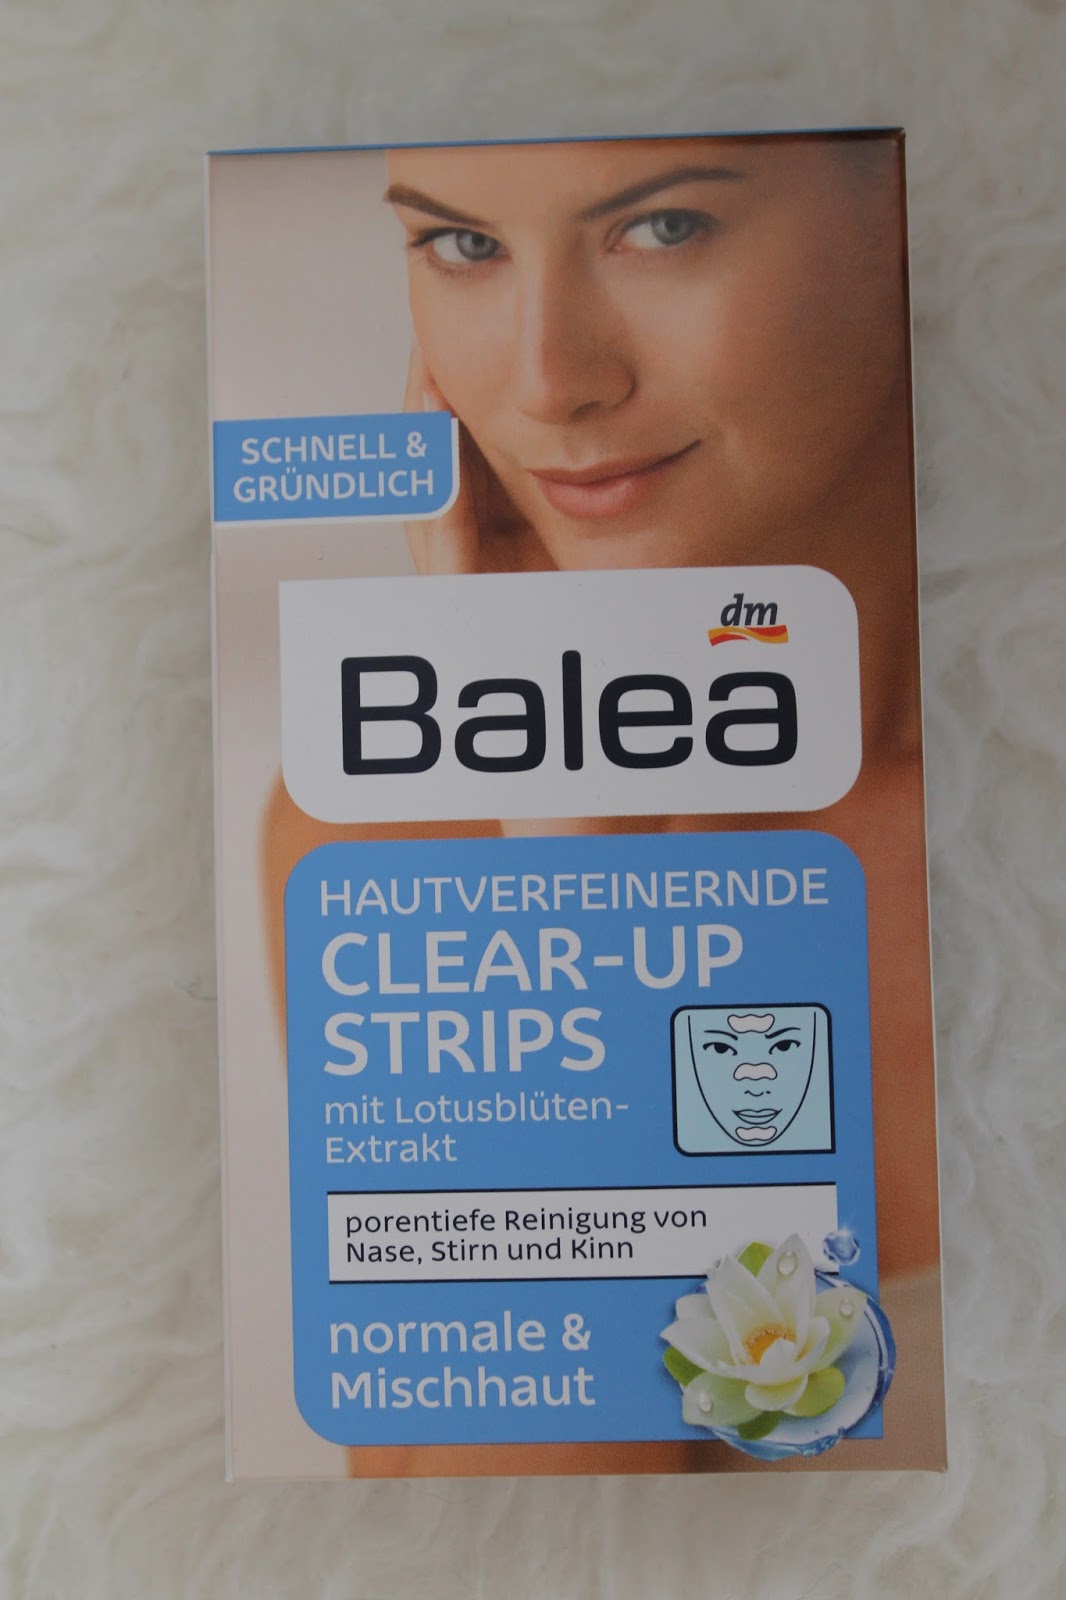 SCHNELL &
GRÜNDLICH
dm
Balea
HAUTVERFEINERNDE
CLEAR-UP
STRIPS
mit Lotusblüten-
Extrakt
porentiefe Reinigung von
Nase, Stirn und Kinn
normale &
Mischhaut